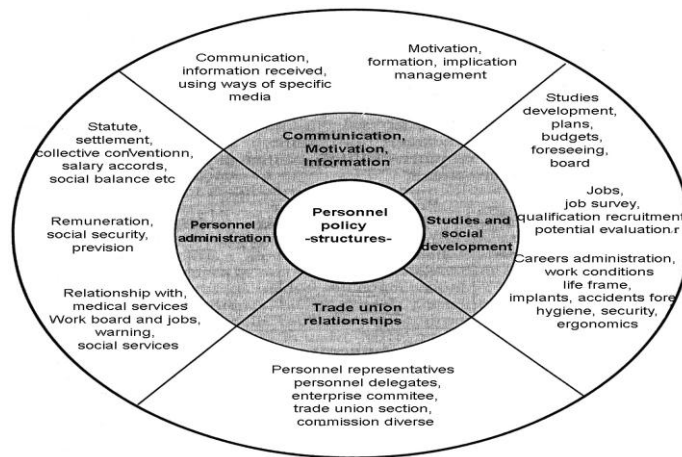 Communication,
information received,
using ways of specific
media
Motivation,
formation, implication
management
Statute,
settlement,
collective conventionn,
salary accords,
social balance etc
Remuneration,
social security,
prevision
Relationship with,
medical services
Work board and jobs,
warning,
social services
Communication,
Motivation,
Information
Personnel
administration
Personnel
policy
-structures-
Studies and
social
development
Trade union
relationships
Studies
development,
plans,
budgets,
foreseeing,
board
Jobs,
job survey,
qualification recruitment
potential evaluation.r
Careers administration,
work conditions
life frame,
implants, accidents fore
hygiene, security,
ergonomics
Personnel representatives
personnel delegates,
enterprise commitee,
trade union section,
commission diverse